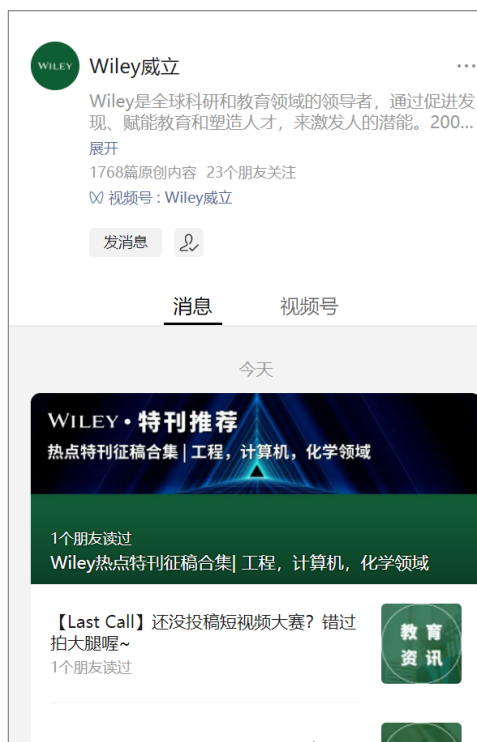 WILEY
Wiley威立
Wiley是全球科研和教育领域的领导者，通过促进发
现、赋能教育和塑造人才，来激发人的潜能。200...
展开
1768篇原创内容 23个朋友关注
视频号 : Wiley威立
发消息
消息 视频号
今天
WILEY • 特刊推荐
热点特刊征稿合集 | 工程，计算机，化学领域
1个朋友读过
Wiley热点特刊征稿合集| 工程，计算机，化学领域
【Last Call】还没投稿短视频大赛？错过
拍大腿喔~
1个朋友读过
教育
资讯